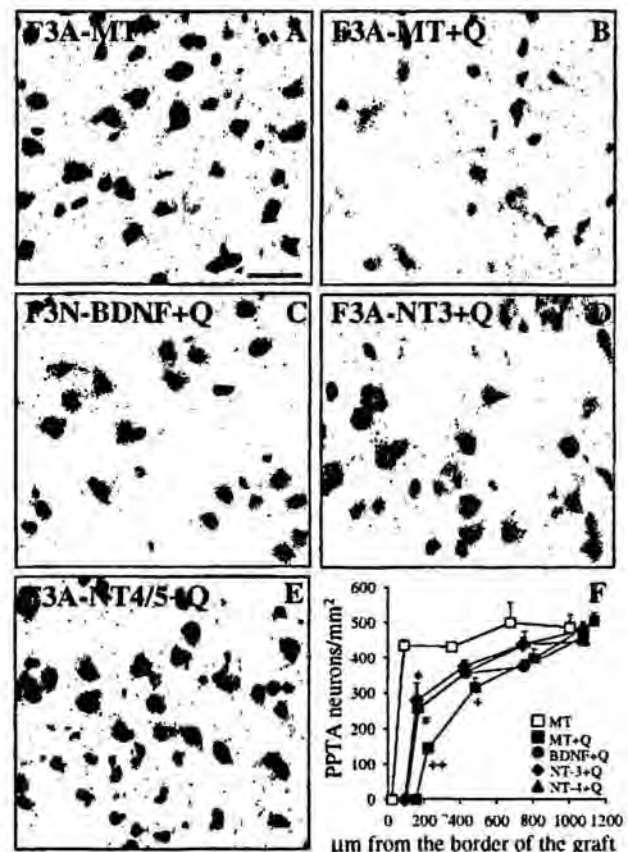 F3A-MT A
F3A-MT+Q B
F3N-BDNF+Q C
F3A-NT3+Q D
F3A-NT4/5+Q E
F
PPTA neurons/mm²
600
500
400
300
200
100
0
*
#
+
++
MT
MT+Q
BDNF+Q
NT-3+Q
NT-4+Q
0 200 400 600 800 1000 1200
µm from the border of the graft